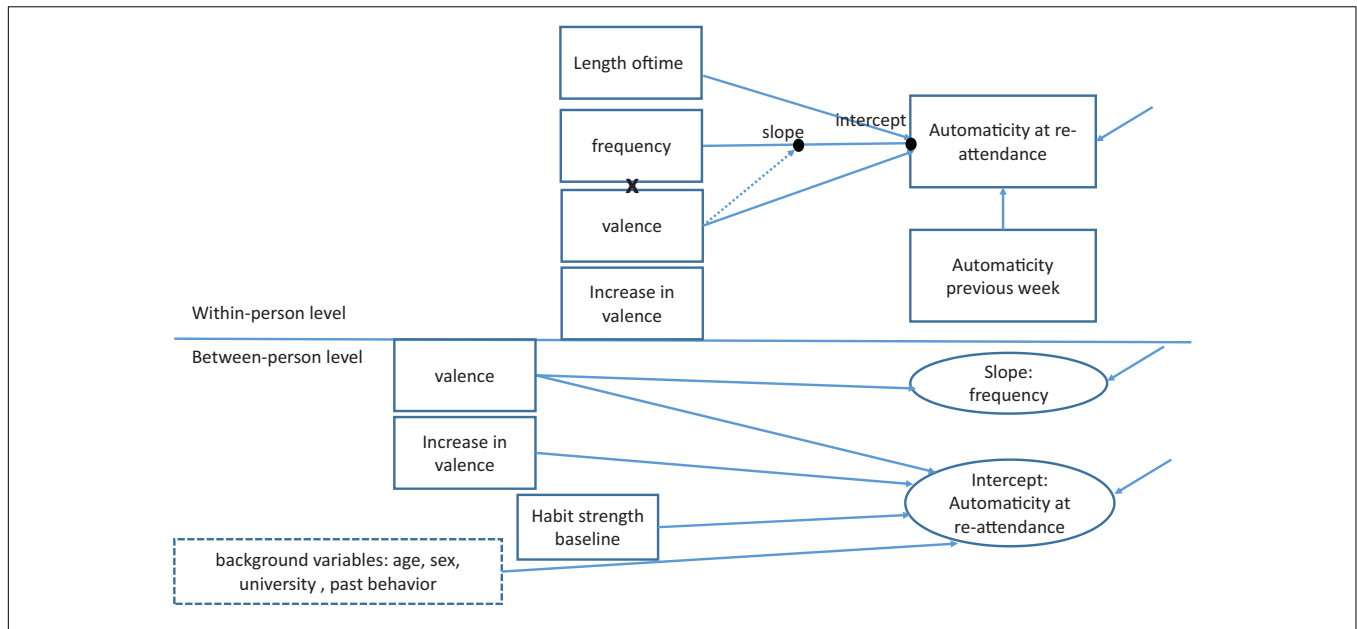 Length oftime
frequency
x
valence
Increase in
valence
slope
intercept
Automaticity at re-
attendance
Automaticity
previous week
Within-person level
Between-person level
valence
Increase in
valence
Habit strength
baseline
background variables: age, sex,
university , past behavior
Slope:
frequency
Intercept:
Automaticity at
re-attendance